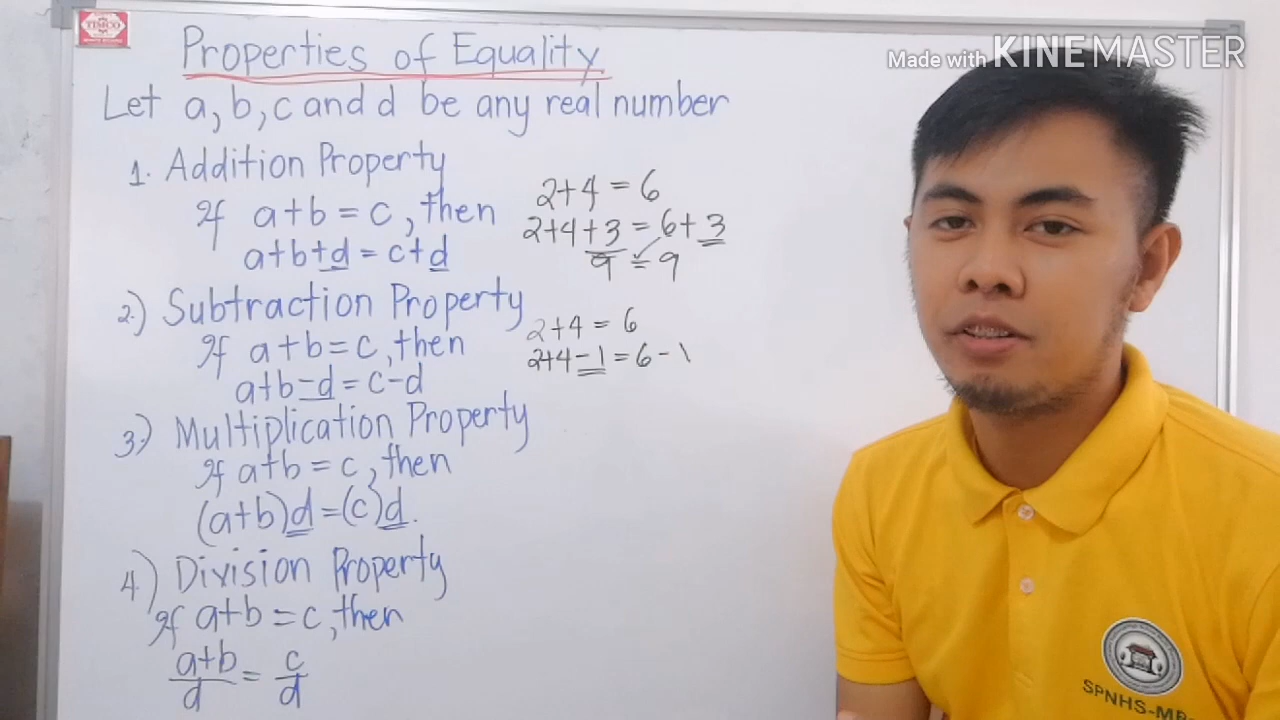 TIMCO
Made with KINEMASTER
Properties of Equality
Let a, b, c and d be any real number
1. Addition Property
If a+b = c, then
a+b+d = c+d
2+4 = 6
2+4+3 = 6+3
9 = 9
2.) Subtraction Property
If a+b=c, then
a+b-d = c-d
2+4 = 6
2+4-1 = 6-1
3.) Multiplication Property
If a+b = c, then
(a+b)d = (c)d.
4.) Division Property
If a+b = c, then
a+b/d = c/d
SPNHS-MB